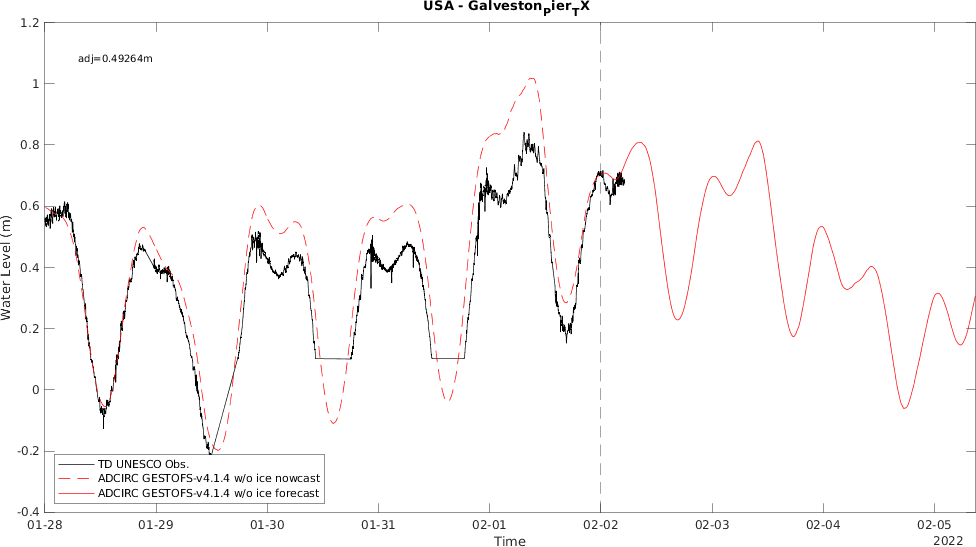 USA - GalvestonPierTX
1.2
adj=0.49264m
1
0.8
0.6
0.4
0.2
0
-0.2
-0.4
Water Level (m)
TD UNESCO Obs.
ADCIRC GESTOFS-v4.1.4 w/o ice nowcast
ADCIRC GESTOFS-v4.1.4 w/o ice forecast
01-28 01-29 01-30 01-31 02-01 02-02 02-03 02-04 02-05
Time
2022